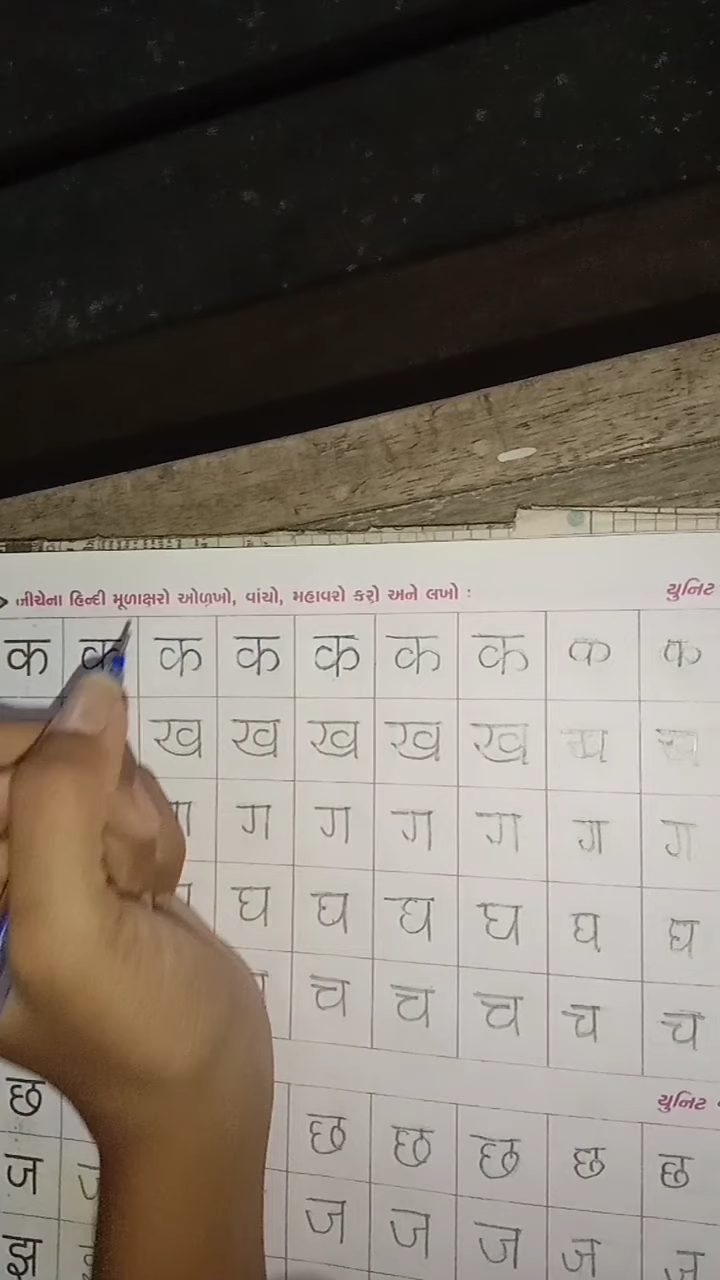 નીચેના હિન્દી મૂળાક્ષરો ઓળખો, વાંચો, મહાવરો કરો અને લખો : યુનિટ
क क क क क क क क क
ख ख ख ख ख ख
ग ग ग ग ग ग
घ घ घ घ घ घ
च च च च च
યુનિટ
छ छ छ छ छ छ
ज ज ज ज ज ज
झ